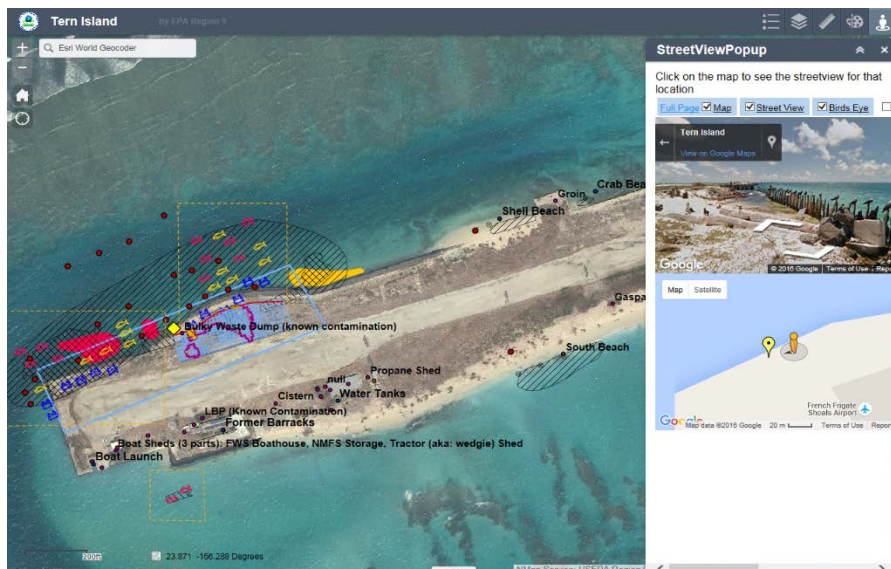 Tern Island by EPA Region 9
Esri World Geocoder
StreetViewPopup
Click on the map to see the streetview for that
location
Full Page Map Street View Birds Eye
Tern Island
View on Google Maps
Google
© 2016 Google Terms of Use Repor
Map Satellite
French Frigate
Shoals Airport
Google
Map data ©2016 Google 20 m Terms of Use Repor
Crab Bea
Groin
Shell Beach
Gaspa
Bulky Waste Dump (known contamination)
South Beach
Propane Shed
null
Cistern
Water Tanks
LBP (Known Contamination)
Former Barracks
Boat Sheds (3 parts): FWS Boathouse, NMFS Storage, Tractor (aka: wedgie) Shed
Boat Launch
200ft
23.871 -166.288 Degrees